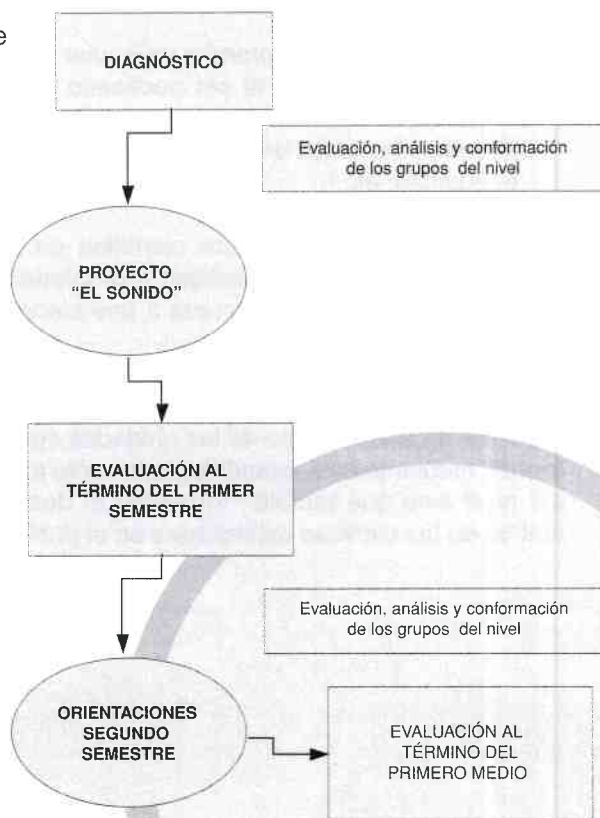 e
DIAGNÓSTICO
Evaluación, análisis y conformación
de los grupos del nivel
PROYECTO
"EL SONIDO"
EVALUACIÓN AL
TÉRMINO DEL PRIMER
SEMESTRE
Evaluación, análisis y conformación
de los grupos del nivel
ORIENTACIONES
SEGUNDO
SEMESTRE
EVALUACIÓN AL
TÉRMINO DEL
PRIMERO MEDIO